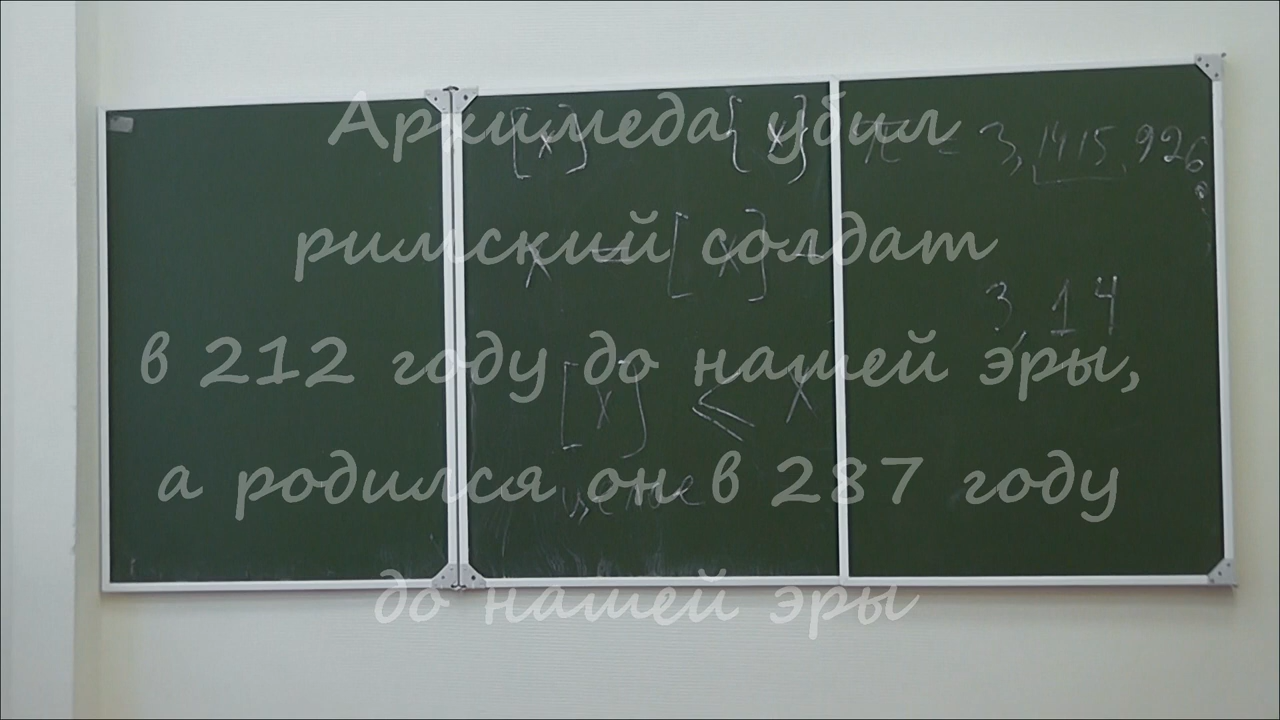 Архимеда убил
римский солдат
в 212 году до нашей эры,
а родился он в 287 году
до нашей эры
[x] {x}
x = [x] -
[x] ≤ x
целое
π = 3,1415926
3,14